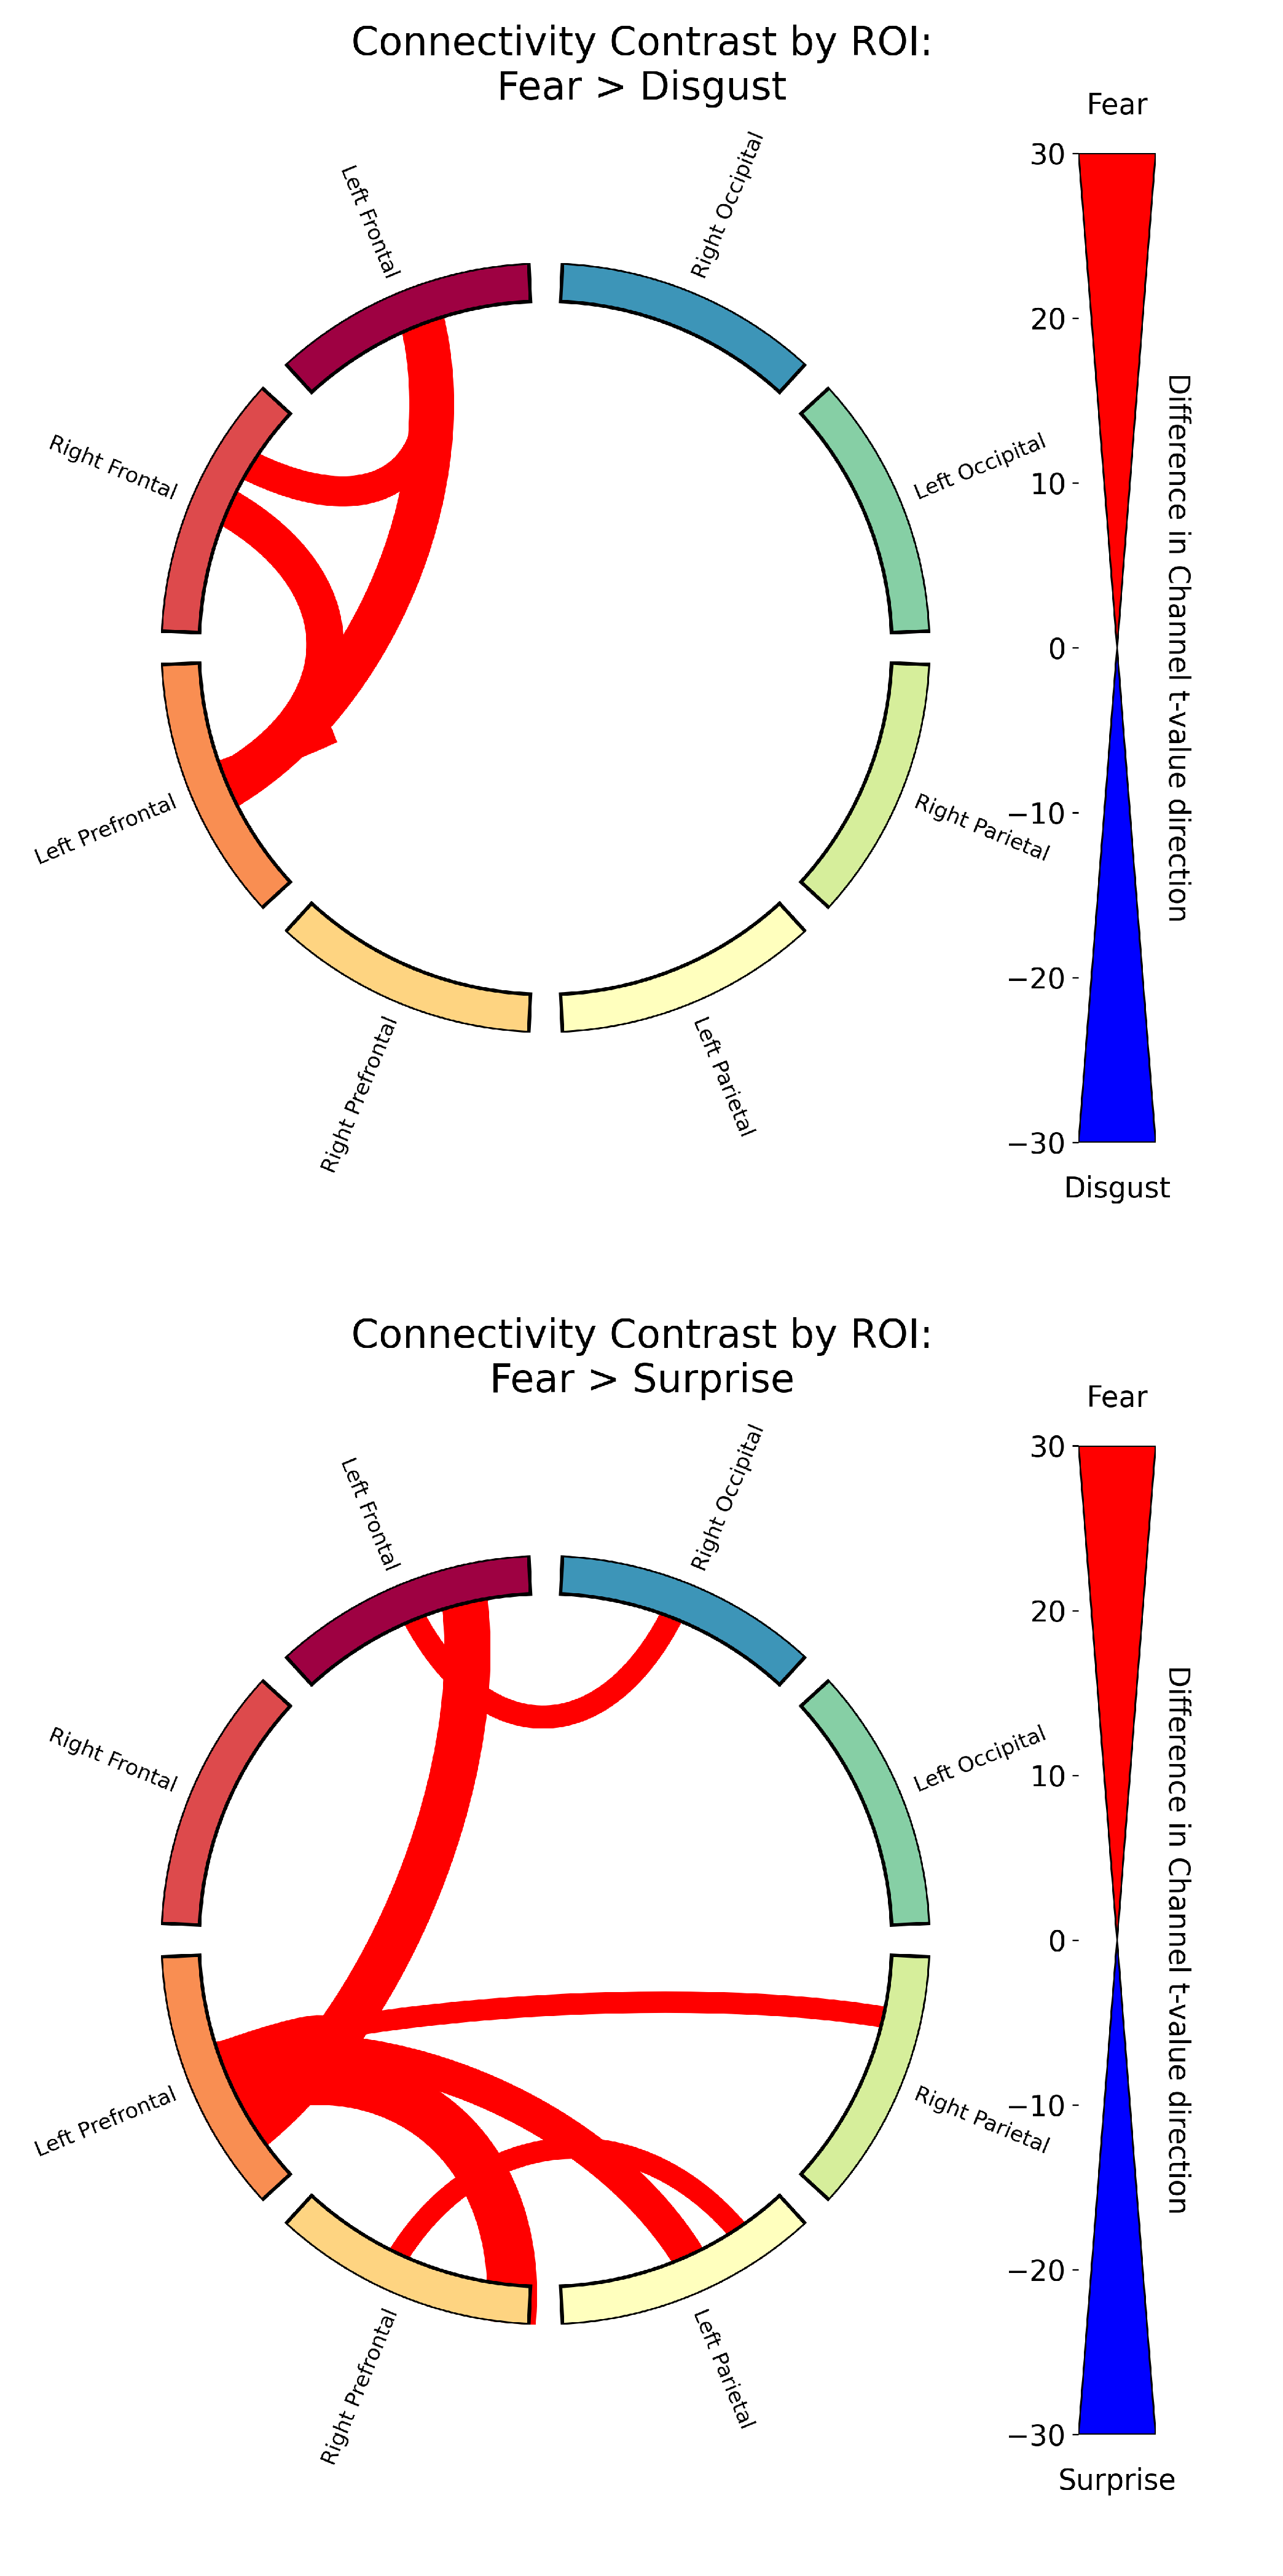 Connectivity Contrast by ROI:
Fear > Disgust
Fear
Right Occipital
Left Frontal
30
20
10
0
−10
−20
−30
Difference in Channel t-value direction
Right Frontal
Left Occipital
Left Prefrontal
Right Parietal
Right Prefrontal
Left Parietal
Disgust
Connectivity Contrast by ROI:
Fear > Surprise
Fear
Right Occipital
Left Frontal
30
20
10
0
−10
−20
−30
Difference in Channel t-value direction
Right Frontal
Left Occipital
Left Prefrontal
Right Parietal
Right Prefrontal
Left Parietal
Surprise